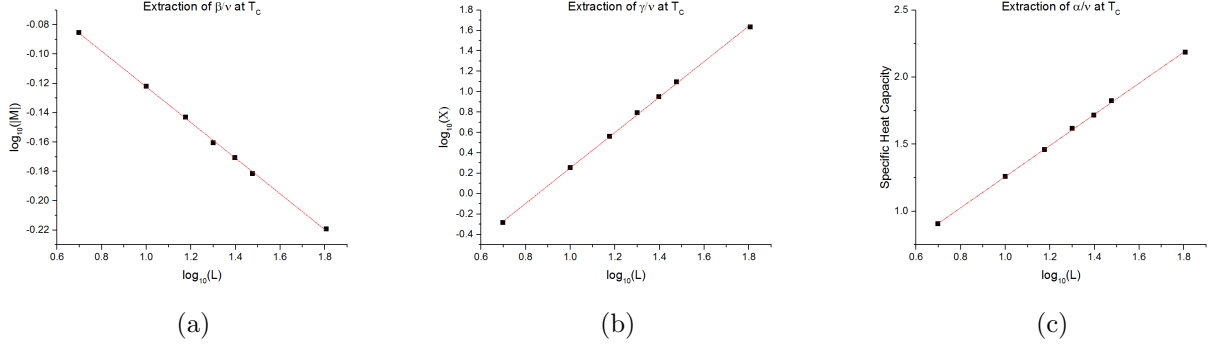 Extraction of β/ν at T_C
-0.08
-0.10
-0.12
-0.14
-0.16
-0.18
-0.20
-0.22
log₁₀(|M|)
0.6 0.8 1.0 1.2 1.4 1.6 1.8
log₁₀(L)
(a)
Extraction of γ/ν at T_C
1.8
1.6
1.4
1.2
1.0
0.8
0.6
0.4
0.2
0.0
-0.2
-0.4
log₁₀(X)
0.6 0.8 1.0 1.2 1.4 1.6 1.8
log₁₀(L)
(b)
Extraction of α/ν at T_C
2.5
2.0
1.5
1.0
Specific Heat Capacity
0.6 0.8 1.0 1.2 1.4 1.6 1.8
log₁₀(L)
(c)